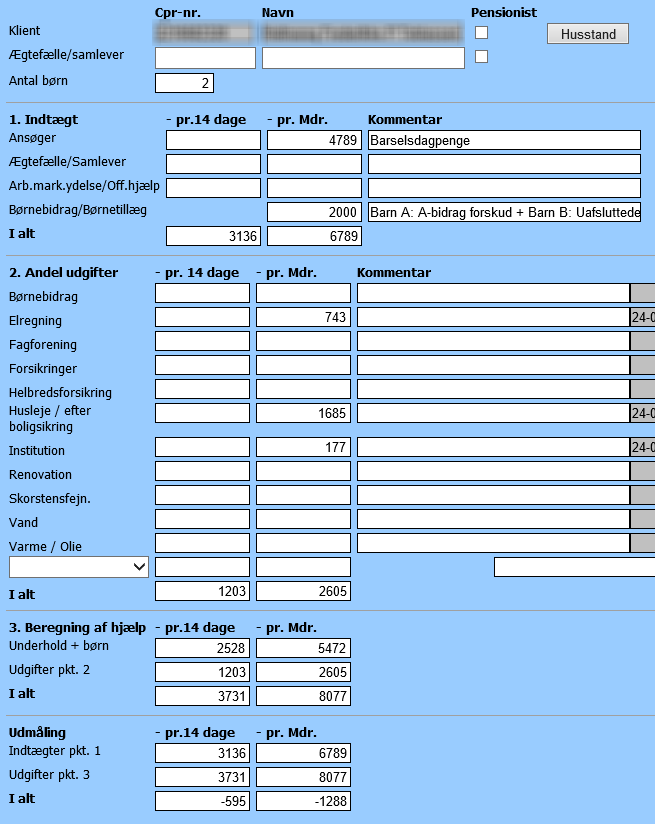 Cpr-nr. Navn Pensionist
Klient Husstand
Ægtefælle/samlever
Antal børn 2
1. Indtægt - pr.14 dage - pr. Mdr. Kommentar
Ansøger 4789 Barselsdagpenge
Ægtefælle/Samlever
Arb.mark.ydelse/Off.hjælp
Børnebidrag/Børnetillæg 2000 Barn A: A-bidrag forskud + Barn B: Uafsluttede
I alt 3136 6789
2. Andel udgifter - pr. 14 dage - pr. Mdr. Kommentar
Børnebidrag
Elregning 743 24-0
Fagforening
Forsikringer
Helbredsforsikring
Husleje / efter 1685 24-0
boligsikring
Institution 177 24-0
Renovation
Skorstensfejn.
Vand
Varme / Olie
I alt 1203 2605
3. Beregning af hjælp - pr.14 dage - pr. Mdr.
Underhold + børn 2528 5472
Udgifter pkt. 2 1203 2605
I alt 3731 8077
Udmåling - pr.14 dage - pr. Mdr.
Indtægter pkt. 1 3136 6789
Udgifter pkt. 3 3731 8077
I alt -595 -1288